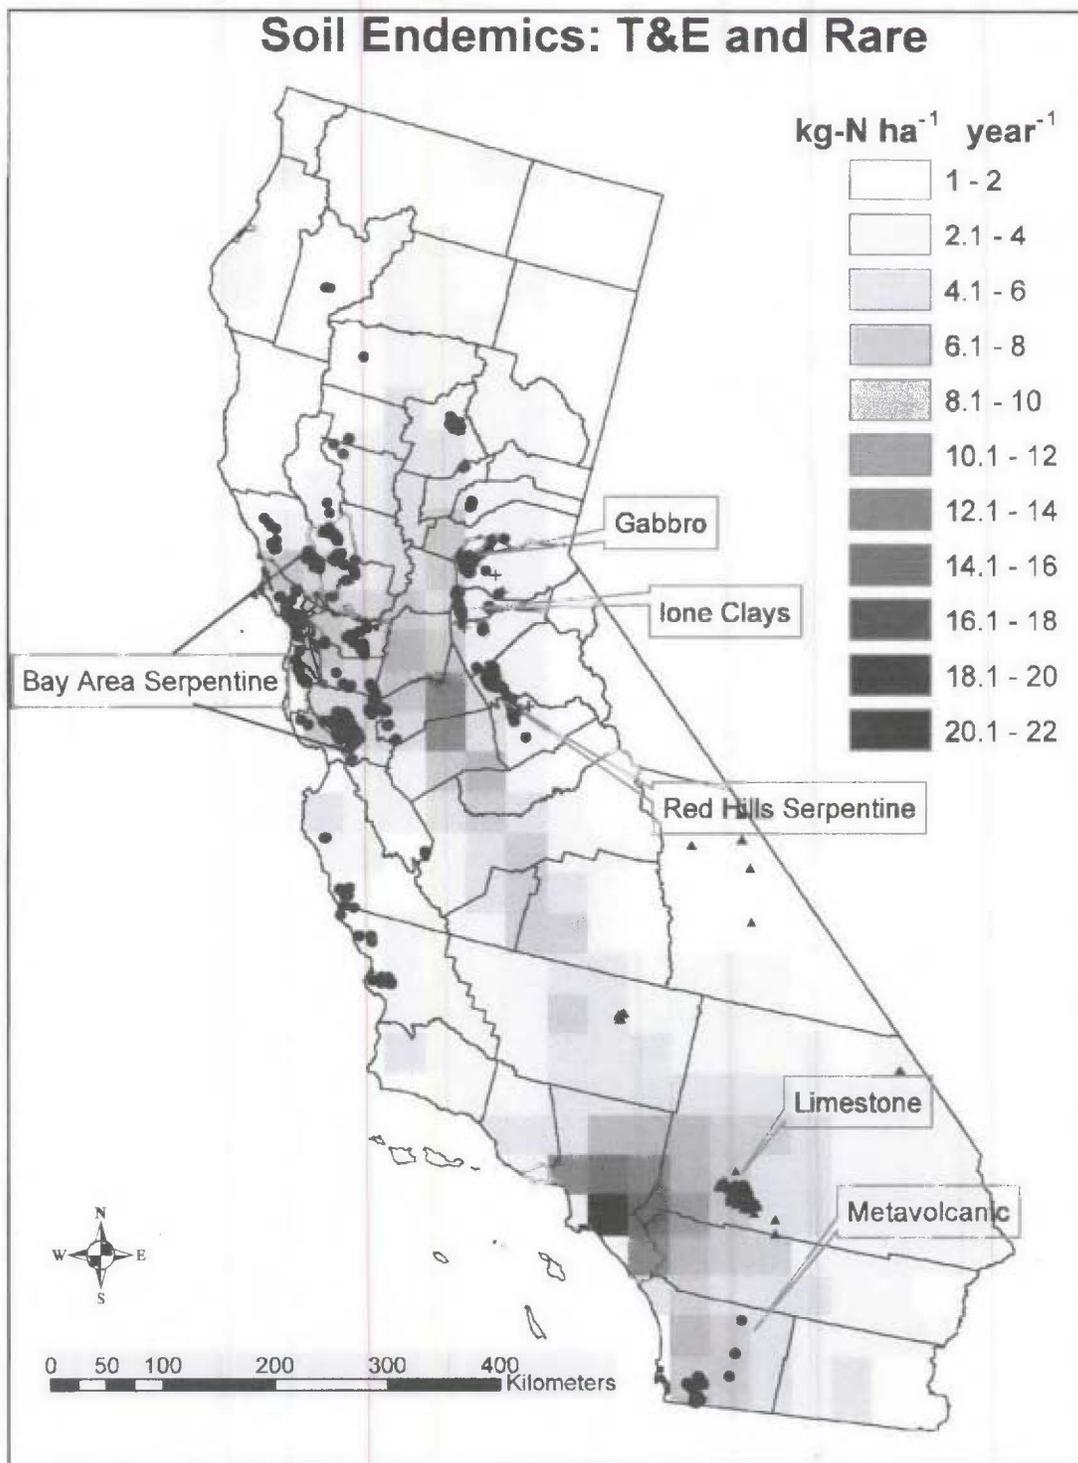 Soil Endemics: T&E and Rare
kg-N ha⁻¹ year⁻¹
1 - 2
2.1 - 4
4.1 - 6
6.1 - 8
8.1 - 10
10.1 - 12
12.1 - 14
14.1 - 16
16.1 - 18
18.1 - 20
20.1 - 22
Gabbro
Ione Clays
Bay Area Serpentine
Red Hills Serpentine
Limestone
Metavolcanic
N
W E
S
0 50 100 200 300 400
Kilometers